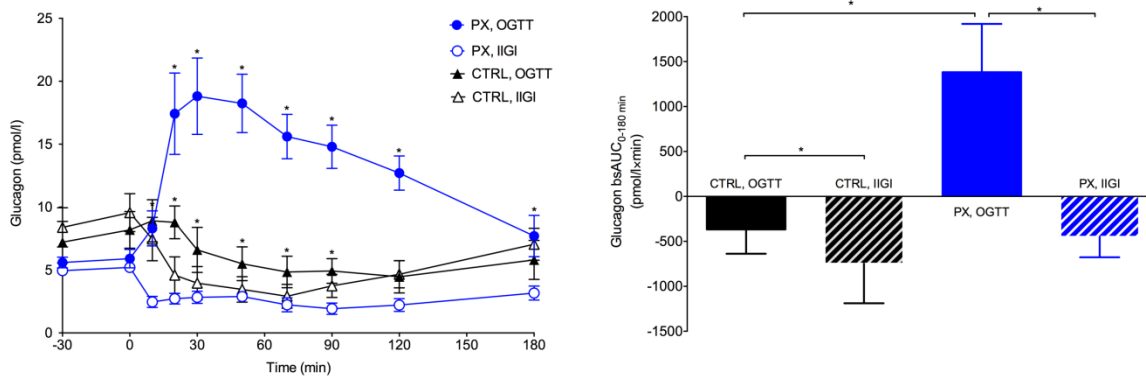 25
20
15
10
5
0
-30
0
30
60
90
120
150
180
Time (min)
Glucagon (pmol/l)
PX, OGTT
PX, IIGI
CTRL, OGTT
CTRL, IIGI
* * * * * * * *
* * * *
2000
1500
1000
500
0
-500
-1000
-1500
Glucagon bsAUC0-180 min
(pmol/l×min)
* *
*
CTRL, OGTT
CTRL, IIGI
PX, OGTT
PX, IIGI